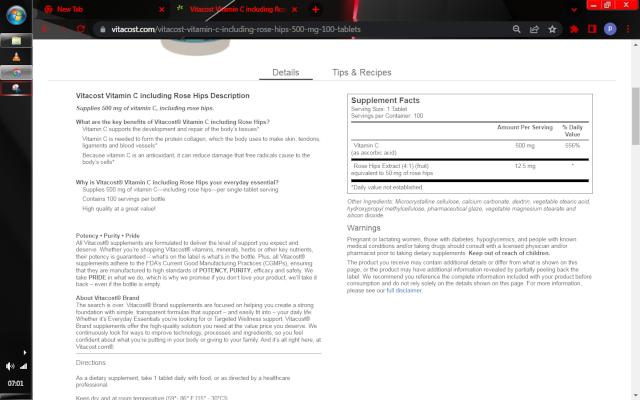 New Tab
Vitacost Vitamin C including Rose
vitacost.com/vitacost-vitamin-c-including-rose-hips-500-mg-100-tablets
Details
Tips & Recipes
Vitacost Vitamin C including Rose Hips Description
Supplies 500 mg of vitamin C, including rose hips.
What are the key benefits of Vitacost® Vitamin C including Rose Hips?
Vitamin C supports the development and repair of the body's tissues*
Vitamin C is needed to form the protein collagen, which the body uses to make skin, tendons,
ligaments and blood vessels*
Because vitamin C is an antioxidant, it can reduce damage that free radicals cause to the
body's cells*
Why is Vitacost® Vitamin C including Rose Hips your everyday essential?
Supplies 500 mg of vitamin C—including rose hips—per single-tablet serving
Contains 100 servings per bottle
High quality at a great value!
Potency • Purity • Pride
All Vitacost® supplements are formulated to deliver the level of support you expect and
deserve. Whether you're shopping Vitacost® vitamins, minerals, herbs or other key nutrients,
their potency is guaranteed – what's on the label is what's in the bottle. Plus, all Vitacost®
supplements adhere to the FDA's Current Good Manufacturing Practices (CGMPs), ensuring
that they are manufactured to high standards of POTENCY, PURITY, efficacy and safety. We
take PRIDE in what we do, which is why we promise if you don't love your product, we'll take it
back – even if the bottle is empty.
About Vitacost® Brand
The search is over. Vitacost® Brand supplements are focused on helping you create a strong
foundation with simple, transparent formulas that support – and easily fit into – your daily life.
Whether it's Everyday Essentials you're looking for or Targeted Wellness support, Vitacost®
Brand supplements offer the high-quality solution you need at the value price you deserve. We
continuously look for ways to improve technology, processes and ingredients, so you feel
confident about what you're putting in your body or giving to your family. And it's all right here, at
Vitacost.com®.
Directions
As a dietary supplement, take 1 tablet daily with food, or as directed by a healthcare
professional.
Keep dry and at room temperature (59°- 86° F [15° - 30°C])
Supplement Facts
Serving Size: 1 Tablet
Servings per Container: 100
Amount Per Serving
% Daily
Value
Vitamin C
(as ascorbic acid)
500 mg
556%
Rose Hips Extract (4:1) (fruit)
equivalent to 50 mg of rose hips
12.5 mg
*
*Daily value not established.
Other Ingredients: Microcrystalline cellulose, calcium carbonate, dextrin, vegetable stearic acid,
hydroxypropyl methylcellulose, pharmaceutical glaze, vegetable magnesium stearate and
silicon dioxide.
Warnings
Pregnant or lactating women, those with diabetes, hypoglycemics, and people with known
medical conditions and/or taking drugs should consult with a licensed physician and/or
pharmacist prior to taking dietary supplements. Keep out of reach of children.
The product you receive may contain additional details or differ from what is shown on this
page, or the product may have additional information revealed by partially peeling back the
label. We recommend you reference the complete information included with your product before
consumption and do not rely solely on the details shown on this page. For more information,
please see our full disclaimer.
07:01